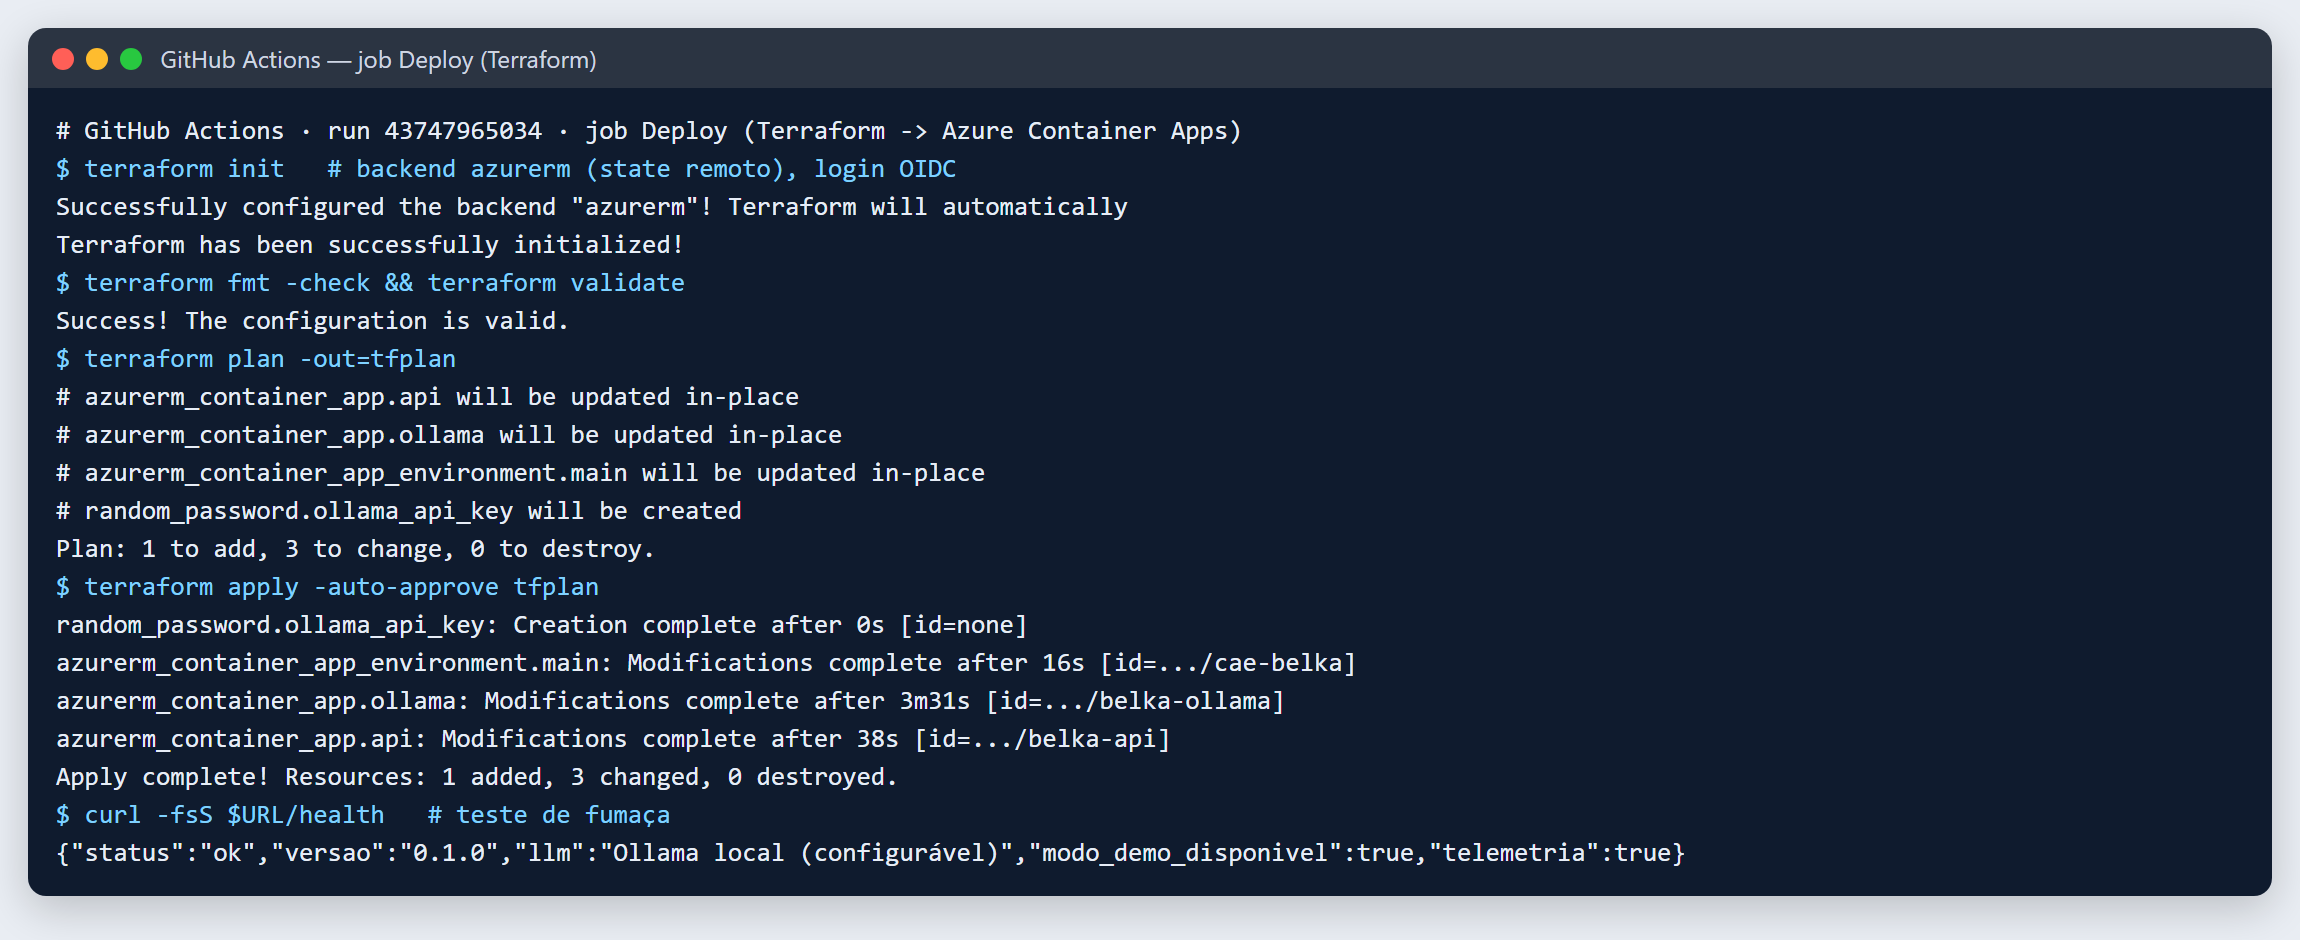 GitHub Actions — job Deploy (Terraform)
# GitHub Actions · run 43747965034 · job Deploy (Terraform -> Azure Container Apps)
$ terraform init   # backend azurerm (state remoto), login OIDC
Successfully configured the backend "azurerm"! Terraform will automatically
Terraform has been successfully initialized!
$ terraform fmt -check && terraform validate
Success! The configuration is valid.
$ terraform plan -out=tfplan
# azurerm_container_app.api will be updated in-place
# azurerm_container_app.ollama will be updated in-place
# azurerm_container_app_environment.main will be updated in-place
# random_password.ollama_api_key will be created
Plan: 1 to add, 3 to change, 0 to destroy.
$ terraform apply -auto-approve tfplan
random_password.ollama_api_key: Creation complete after 0s [id=none]
azurerm_container_app_environment.main: Modifications complete after 16s [id=.../cae-belka]
azurerm_container_app.ollama: Modifications complete after 3m31s [id=.../belka-ollama]
azurerm_container_app.api: Modifications complete after 38s [id=.../belka-api]
Apply complete! Resources: 1 added, 3 changed, 0 destroyed.
$ curl -fsS $URL/health   # teste de fumaça
{"status":"ok","versao":"0.1.0","llm":"Ollama local (configurável)","modo_demo_disponivel":true,"telemetria":true}